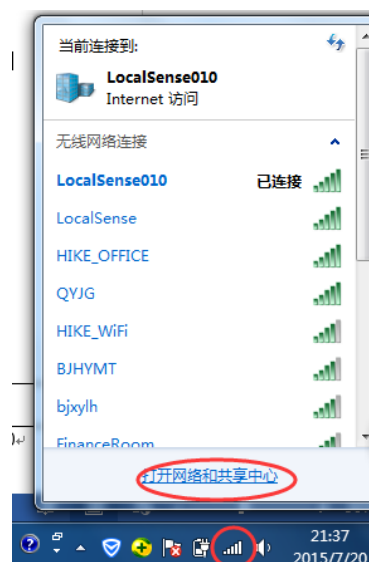 当前连接到:
LocalSense010
Internet 访问
无线网络连接
LocalSense010 已连接
LocalSense
HIKE_OFFICE
QYJG
HIKE_WiFi
BJHYMT
bjxylh
FinanceRoom
打开网络和共享中心
21:37
2015/7/20